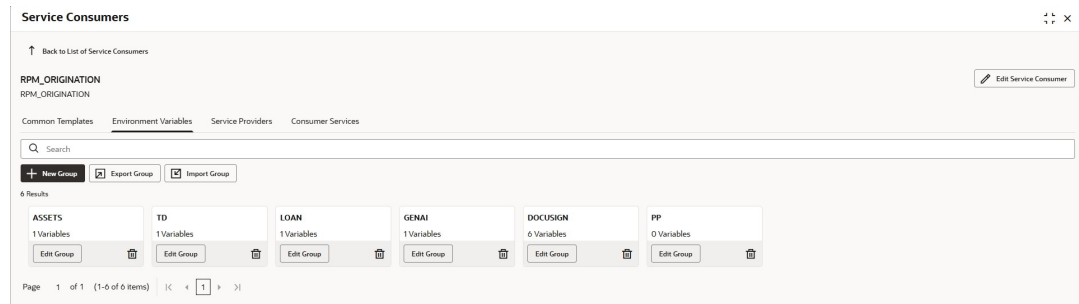 Service Consumers
Back to List of Service Consumers
RPM_ORIGINATION
Edit Service Consumer
RPM_ORIGINATION
Common Templates Environment Variables Service Providers Consumer Services
Search
New Group Export Group Import Group
6 Results
ASSETS TD LOAN GENAI DOCUSIGN PP
1 Variables 1 Variables 1 Variables 1 Variables 6 Variables 0 Variables
Edit Group Edit Group Edit Group Edit Group Edit Group Edit Group
Page 1 of 1 (1-6 of 6 items) 1